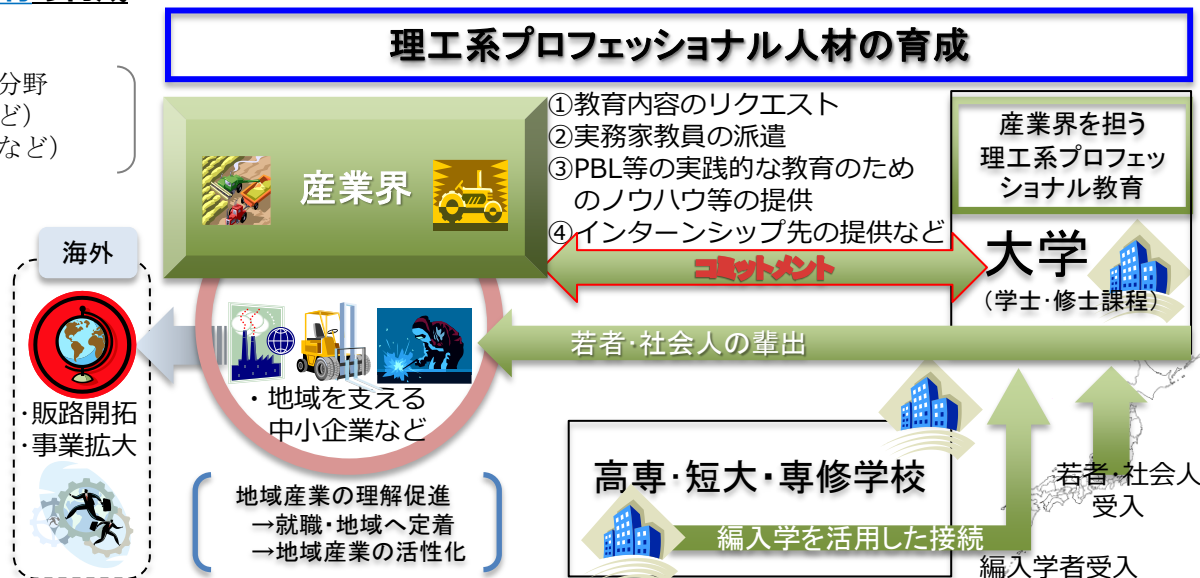 理工系プロフェッショナル人材の育成
分野
ど）
など）
産業界
①教育内容のリクエスト
②実務家教員の派遣
③PBL等の実践的な教育のため
のノウハウ等の提供
④インターンシップ先の提供など
コミットメント
産業界を担う
理工系プロフェッ
ショナル教育
大学
（学士・修士課程）
海外
・販路開拓
・事業拡大
若者・社会人の輩出
・地域を支える
中小企業など
地域産業の理解促進
→就職・地域へ定着
→地域産業の活性化
高専・短大・専修学校
編入学を活用した接続
若者・社会人
受入
編入学者受入